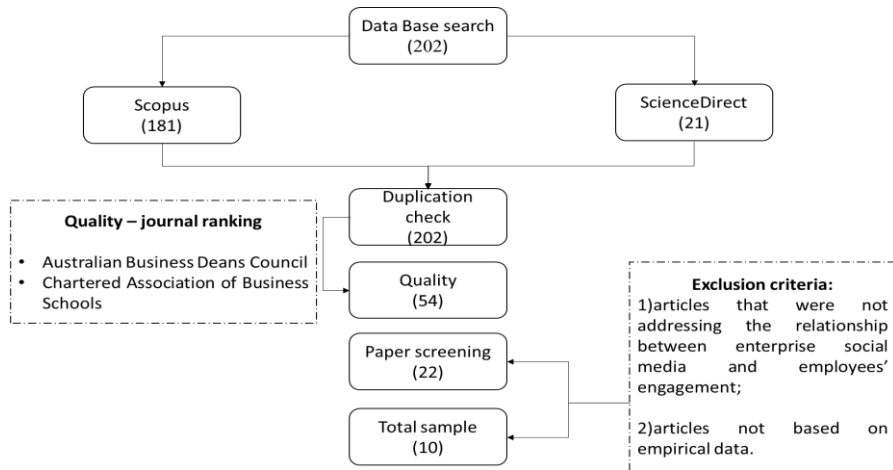 Data Base search
(202)
Scopus
(181)
ScienceDirect
(21)
Duplication
check
(202)
Quality – journal ranking
• Australian Business Deans Council
• Chartered Association of Business
Schools
Quality
(54)
Paper screening
(22)
Total sample
(10)
Exclusion criteria:
1)articles that were not
addressing the relationship
between enterprise social
media and employees'
engagement;
2)articles not based on
empirical data.